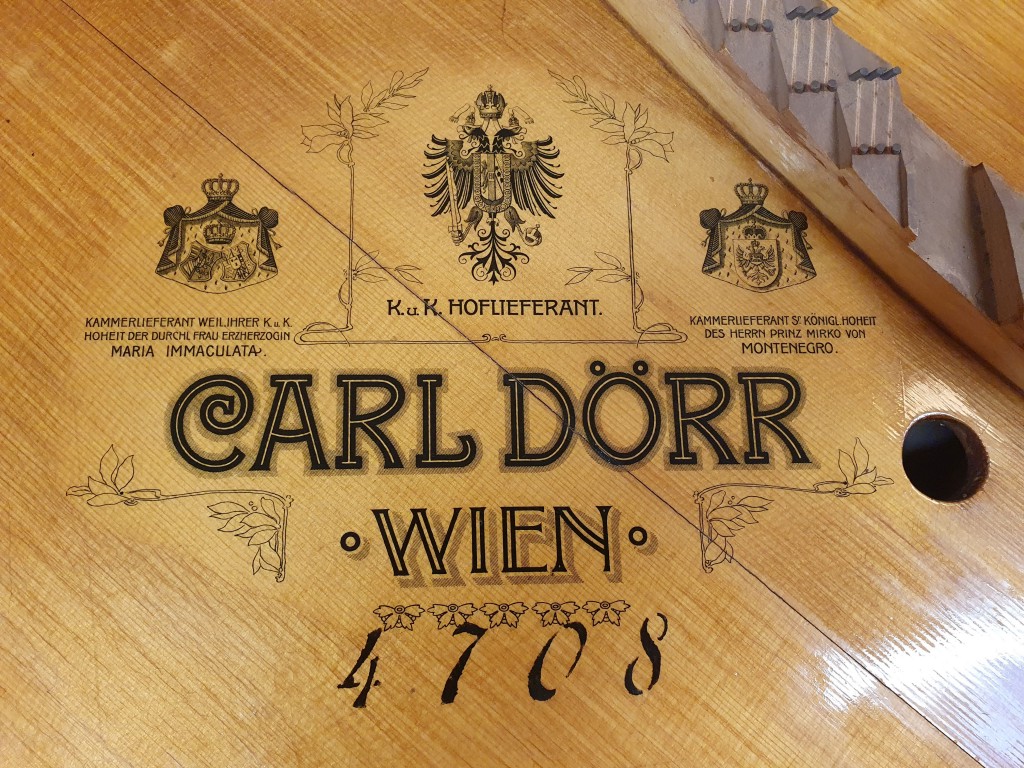 K.u.K. HOFLIEFERANT.
KAMMERLIEFERANT WEIL.IHRER K.u.K.
HOHEIT DER DURCHL. FRAU ERZHERZOGIN
MARIA IMMACULATA.
KAMMERLIEFERANT Sr. KÖNIGL. HOHEIT
DES HERRN PRINZ MIRKO VON
MONTENEGRO.
CARL DÖRR
• WIEN •
4708